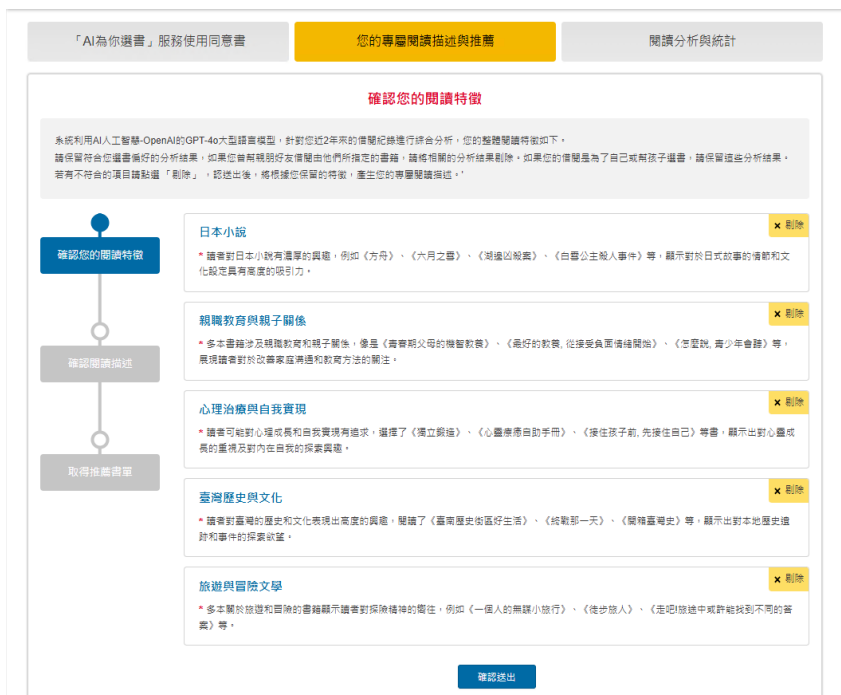 「AI為你選書」服務使用同意書
您的專屬閱讀描述與推薦
閱讀分析與統計
確認您的閱讀特徵
系統利用AI人工智慧-OpenAI的GPT-4o大型語言模型，針對您近2年來的借閱紀錄進行綜合分析，您的整體閱讀特徵如下。
請保留符合您選書偏好的分析結果，如果您曾幫親朋好友借閱由他們所指定的書籍，請將相關的分析結果剔除。如果您的借閱是為了自己或幫孩子選書，請保留這些分析結果。
若有不符合的項目請點選「剔除」，認送出後，將根據您保留的特徵，產生您的專屬閱讀描述。'
確認您的閱讀特徵
確認閱讀描述
取得推薦書單
日本小說
× 剔除
* 讀者對日本小說有濃厚的興趣，例如《方舟》、《六月之雪》、《湖邊凶殺案》、《白雪公主殺人事件》等，顯示對於日式故事的情節和文
化設定具有高度的吸引力。
親職教育與親子關係
× 剔除
* 多本書籍涉及親職教育和親子關係，像是《青春期父母的機智教養》、《最好的教養, 從接受負面情緒開始》、《怎麼說, 青少年會聽》等，
展現讀者對於改善家庭溝通和教育方法的關注。
心理治療與自我實現
× 剔除
* 讀者可能對心理成長和自我實現有追求，選擇了《獨立鍛造》、《心靈療癒自助手冊》、《接住孩子前, 先接住自己》等書，顯示出對心靈成
長的重視及對內在自我的探索興趣。
臺灣歷史與文化
× 剔除
* 讀者對臺灣的歷史和文化表現出高度的興趣，閱讀了《臺南歷史街區好生活》、《終戰那一天》、《簡明臺灣史》等，顯示出對本地歷史遺
跡和事件的探索欲望。
旅遊與冒險文學
× 剔除
* 多本關於旅遊和冒險的書籍顯示讀者對探險精神的嚮往，例如《一個人的無謀小旅行》、《徒步旅人》、《走吧!旅途中或許能找到不同的答
案》等。
確認送出